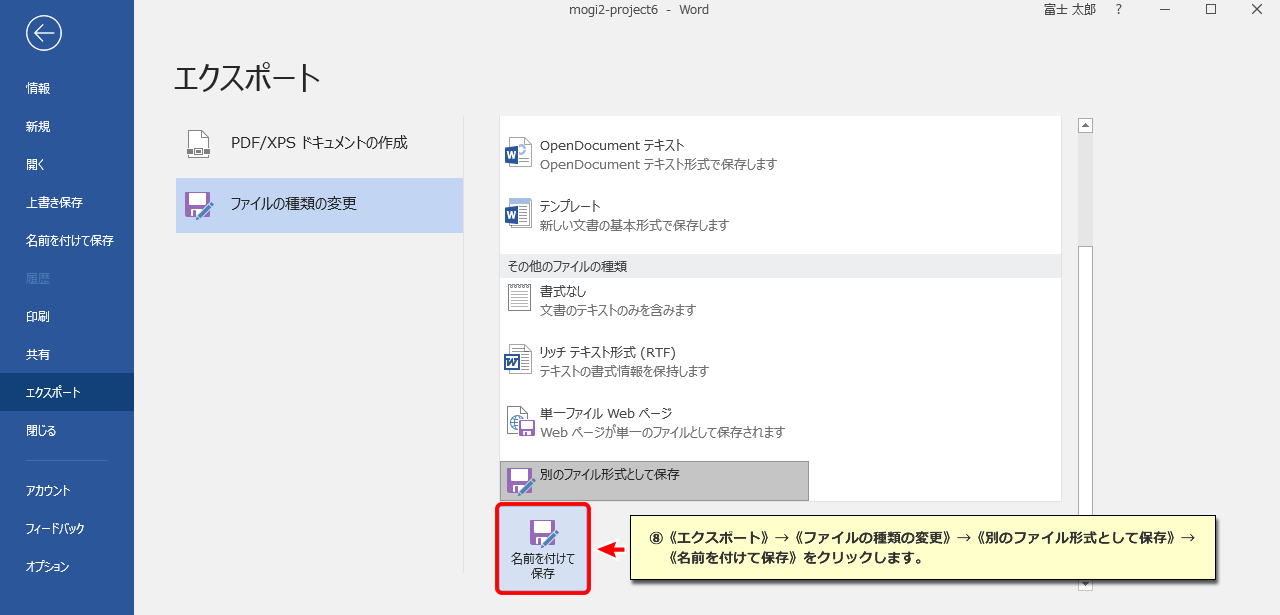 mogi2-project6 - Word
富士 太郎 ?
情報
新規
開く
上書き保存
名前を付けて保存
履歴
印刷
共有
エクスポート
閉じる
アカウント
フィードバック
オプション
エクスポート
PDF/XPS ドキュメントの作成
ファイルの種類の変更
OpenDocument テキスト
OpenDocument テキスト形式で保存します
テンプレート
新しい文書の基本形式で保存します
その他のファイルの種類
書式なし
文書のテキストのみを含みます
リッチ テキスト形式 (RTF)
テキストの書式情報を保持します
単一ファイル Web ページ
Web ページが単一のファイルとして保存されます
別のファイル形式として保存
名前を付けて
保存
⑧《エクスポート》→《ファイルの種類の変更》→《別のファイル形式として保存》→
《名前を付けて保存》をクリックします。